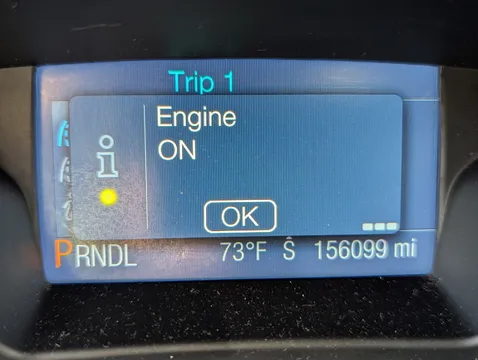 Trip 1
Engine
ON
i
OK
PRNDL 73°F Ŝ 156099 mi